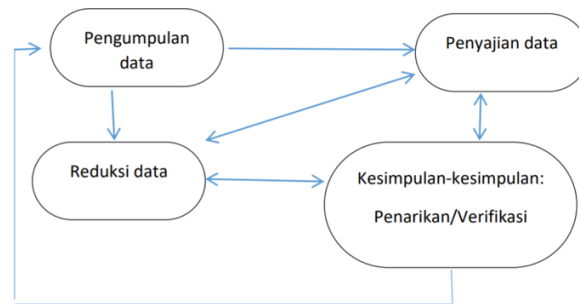 Pengumpulan
data
Penyajian data
Reduksi data
Kesimpulan-kesimpulan:
Penarikan/Verifikasi